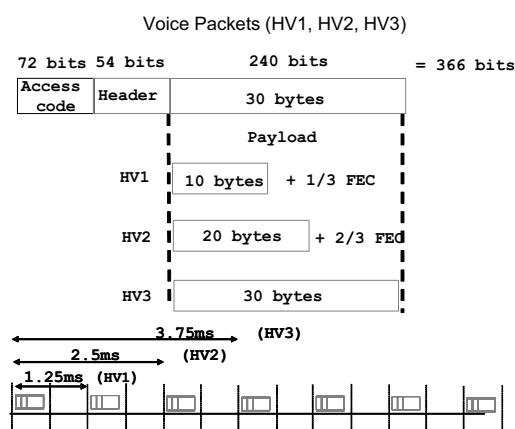 Voice Packets (HV1, HV2, HV3)
72 bits 54 bits 240 bits = 366 bits
Access code Header 30 bytes
Payload
HV1 10 bytes + 1/3 FEC
HV2 20 bytes + 2/3 FEC
HV3 30 bytes
3.75ms (HV3)
2.5ms (HV2)
1.25ms (HV1)